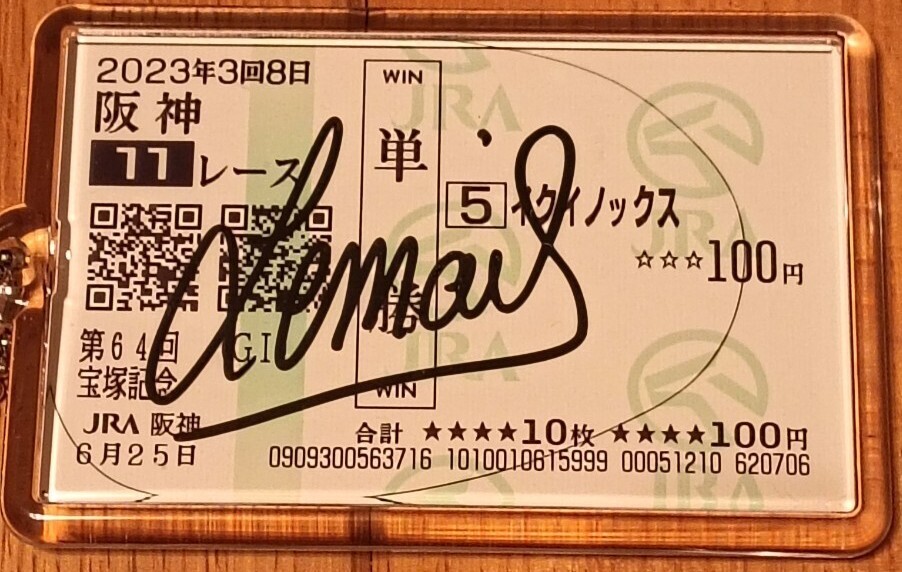 2023年3回8日
阪神
11レース
WIN
単勝
WIN
5 イクイノックス
☆☆☆100円
第64回 GI
宝塚記念
JRA 阪神
6月25日
合計 ★★★★10枚 ★★★★100円
0909300563716 1010010615999 00051210 620706
Lemaire
JRA
JRA
JRA
JRA